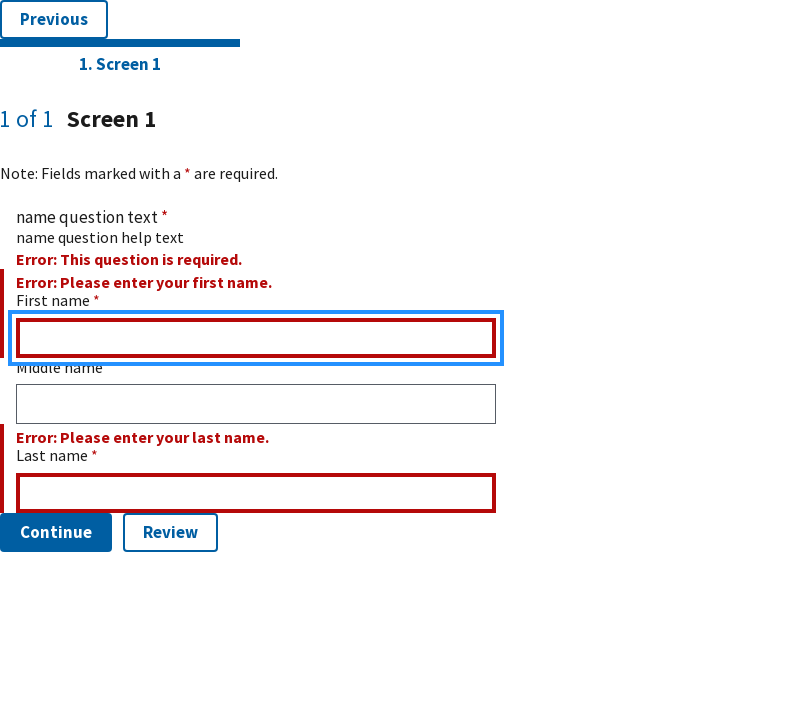 Previous
1. Screen 1
1 of 1 Screen 1
Note: Fields marked with a * are required.
name question text *
name question help text
Error: This question is required.
Error: Please enter your first name.
First name *
Middle name
Error: Please enter your last name.
Last name *
Continue Review